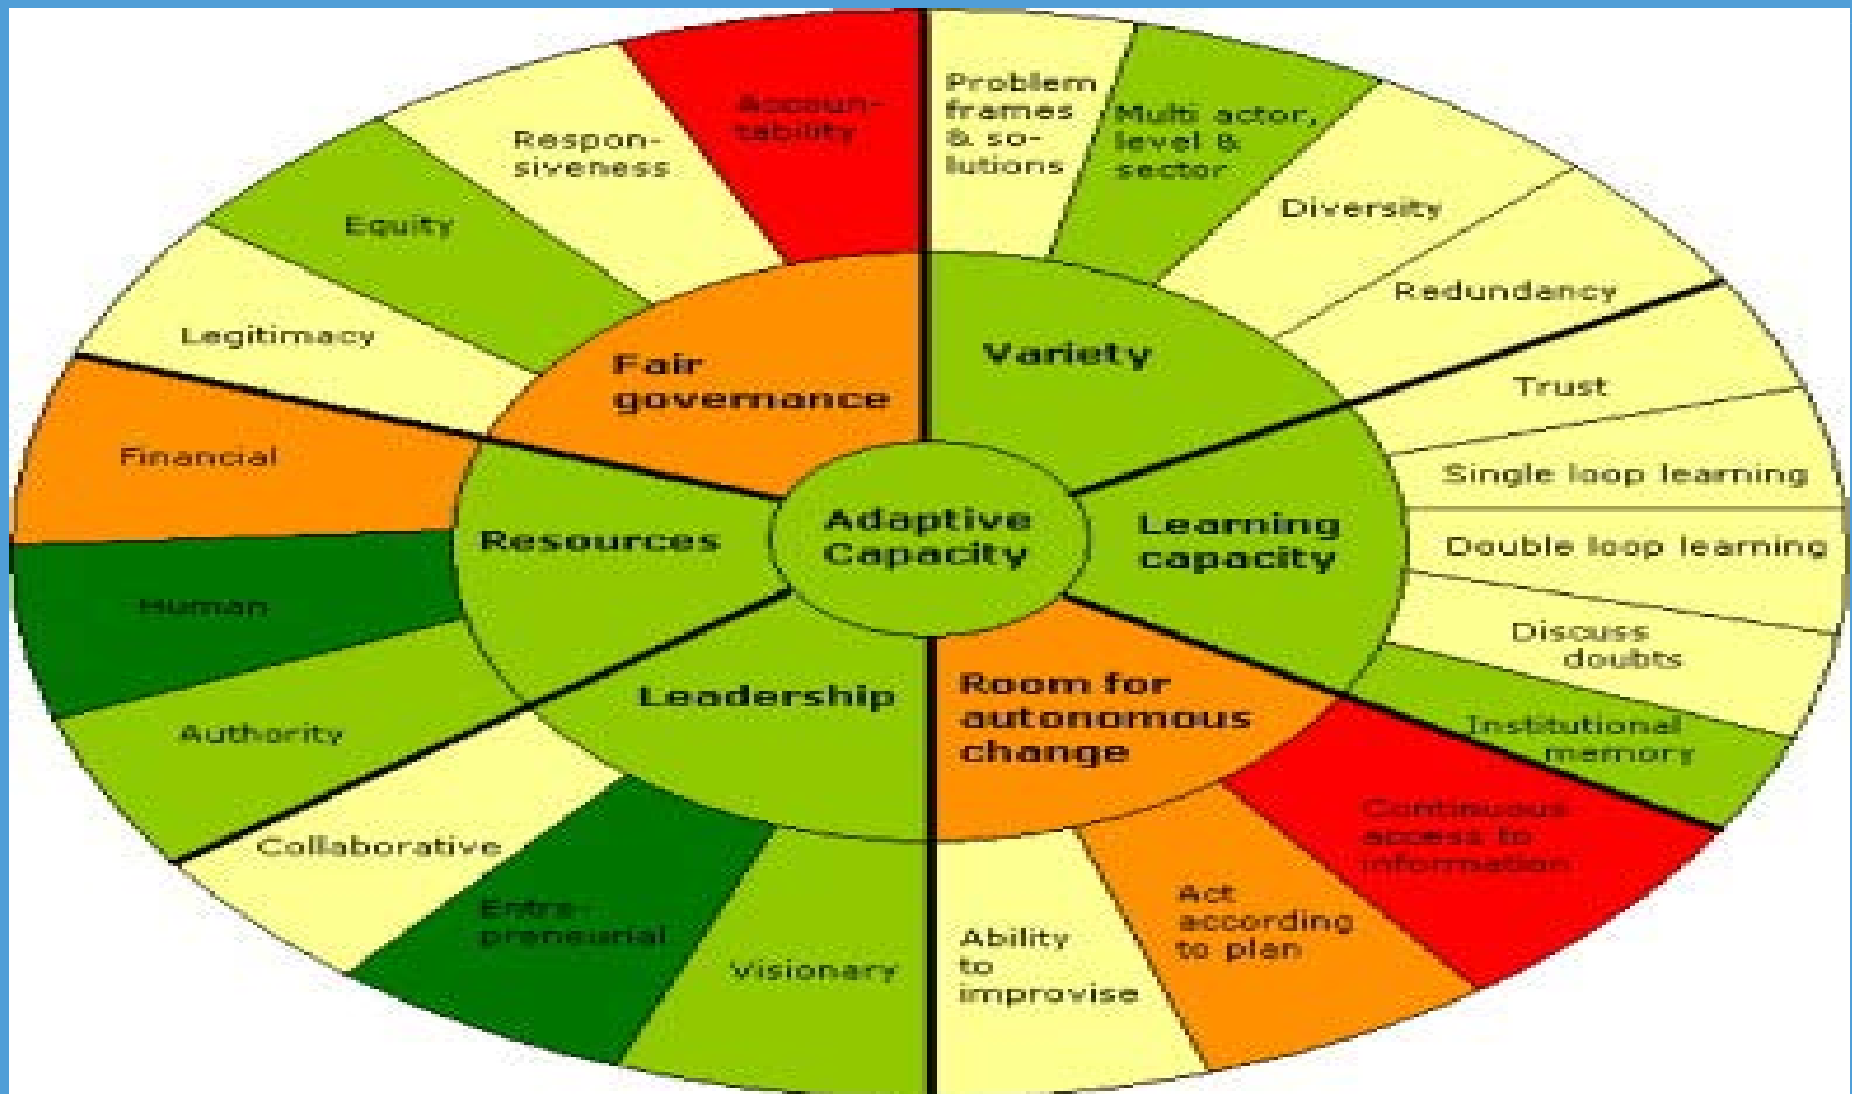 Problem
frames
& so-
lutions
Multi actor,
level &
sector
Diversity
Redundancy
Trust
Single loop learning
Double loop learning
Discuss
doubts
Institutional
memory
Continuous
access to
information
Act
according
to plan
Ability
to
improvise
Visionary
Entre-
preneurial
Collaborative
Authority
Human
Financial
Legitimacy
Equity
Respon-
siveness
Accoun-
tability
Fair
governance
Variety
Learning
capacity
Room for
autonomous
change
Leadership
Resources
Adaptive
Capacity